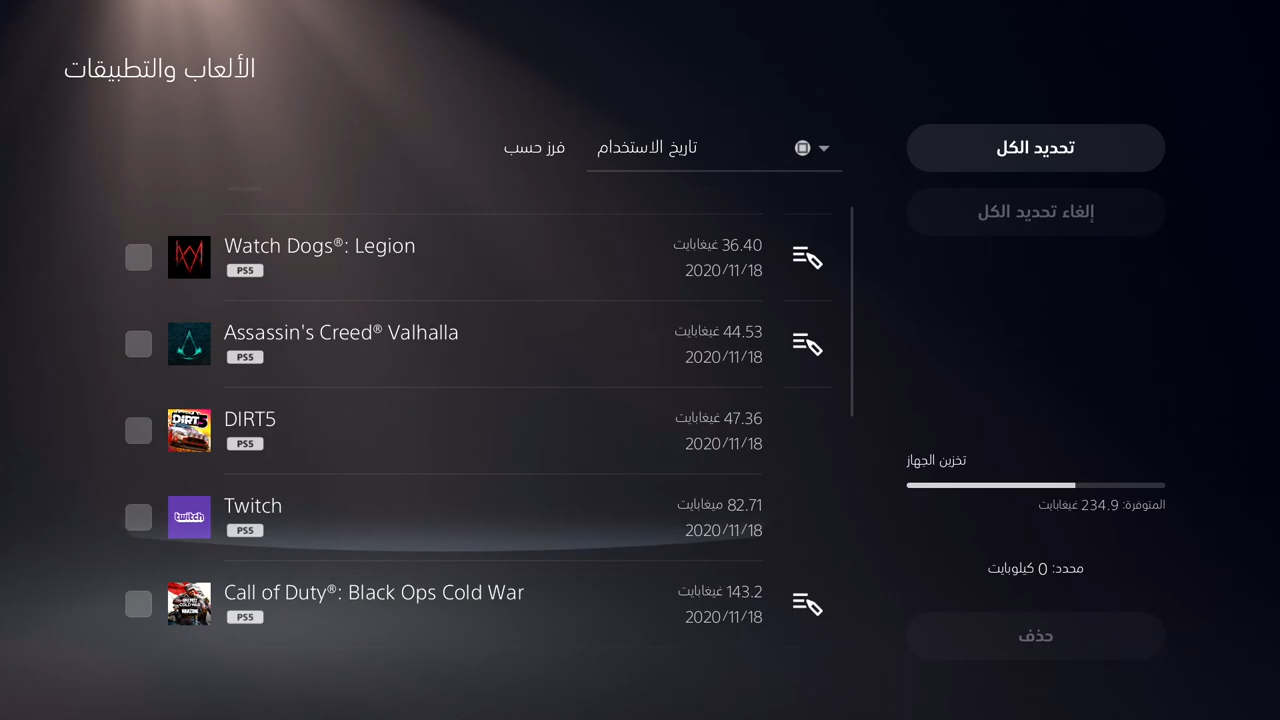 الألعاب والتطبيقات
فرز حسب
تاريخ الاستخدام
تحديد الكل
إلغاء تحديد الكل
Watch Dogs®: Legion
PS5
36.40 غيغابايت
2020/11/18
Assassin's Creed® Valhalla
PS5
44.53 غيغابايت
2020/11/18
DIRT5
DIRT 5
PS5
47.36 غيغابايت
2020/11/18
twitch
Twitch
PS5
82.71 ميغابايت
2020/11/18
Call of Duty®: Black Ops Cold War
PS5
143.2 غيغابايت
2020/11/18
تخزين الجهاز
المتوفرة: 234.9 غيغابايت
محدد: 0 كيلوبايت
حذف